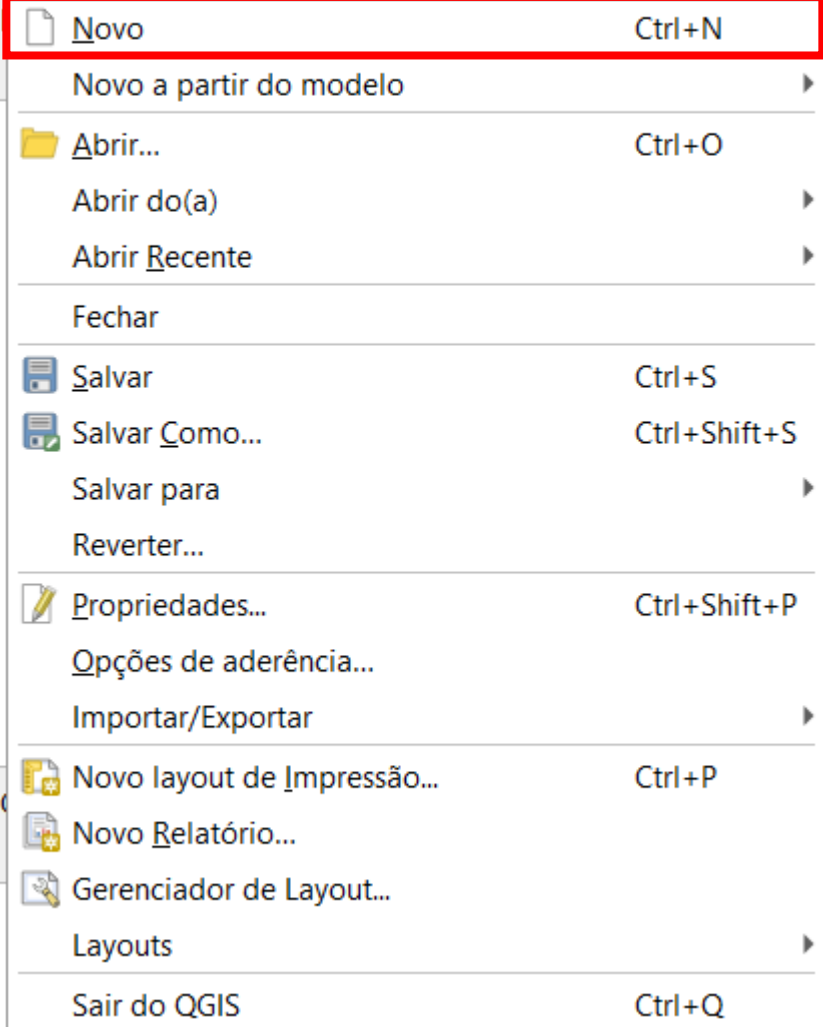 Novo Ctrl+N
Novo a partir do modelo
Abrir... Ctrl+O
Abrir do(a)
Abrir Recente
Fechar
Salvar Ctrl+S
Salvar Como... Ctrl+Shift+S
Salvar para
Reverter...
Propriedades... Ctrl+Shift+P
Opções de aderência...
Importar/Exportar
Novo layout de Impressão... Ctrl+P
Novo Relatório...
Gerenciador de Layout...
Layouts
Sair do QGIS Ctrl+Q